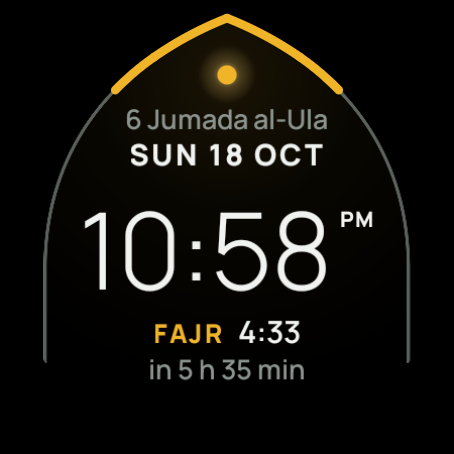 6 Jumada al-Ula
SUN 18 OCT
10:58 PM
FAJR 4:33
in 5 h 35 min